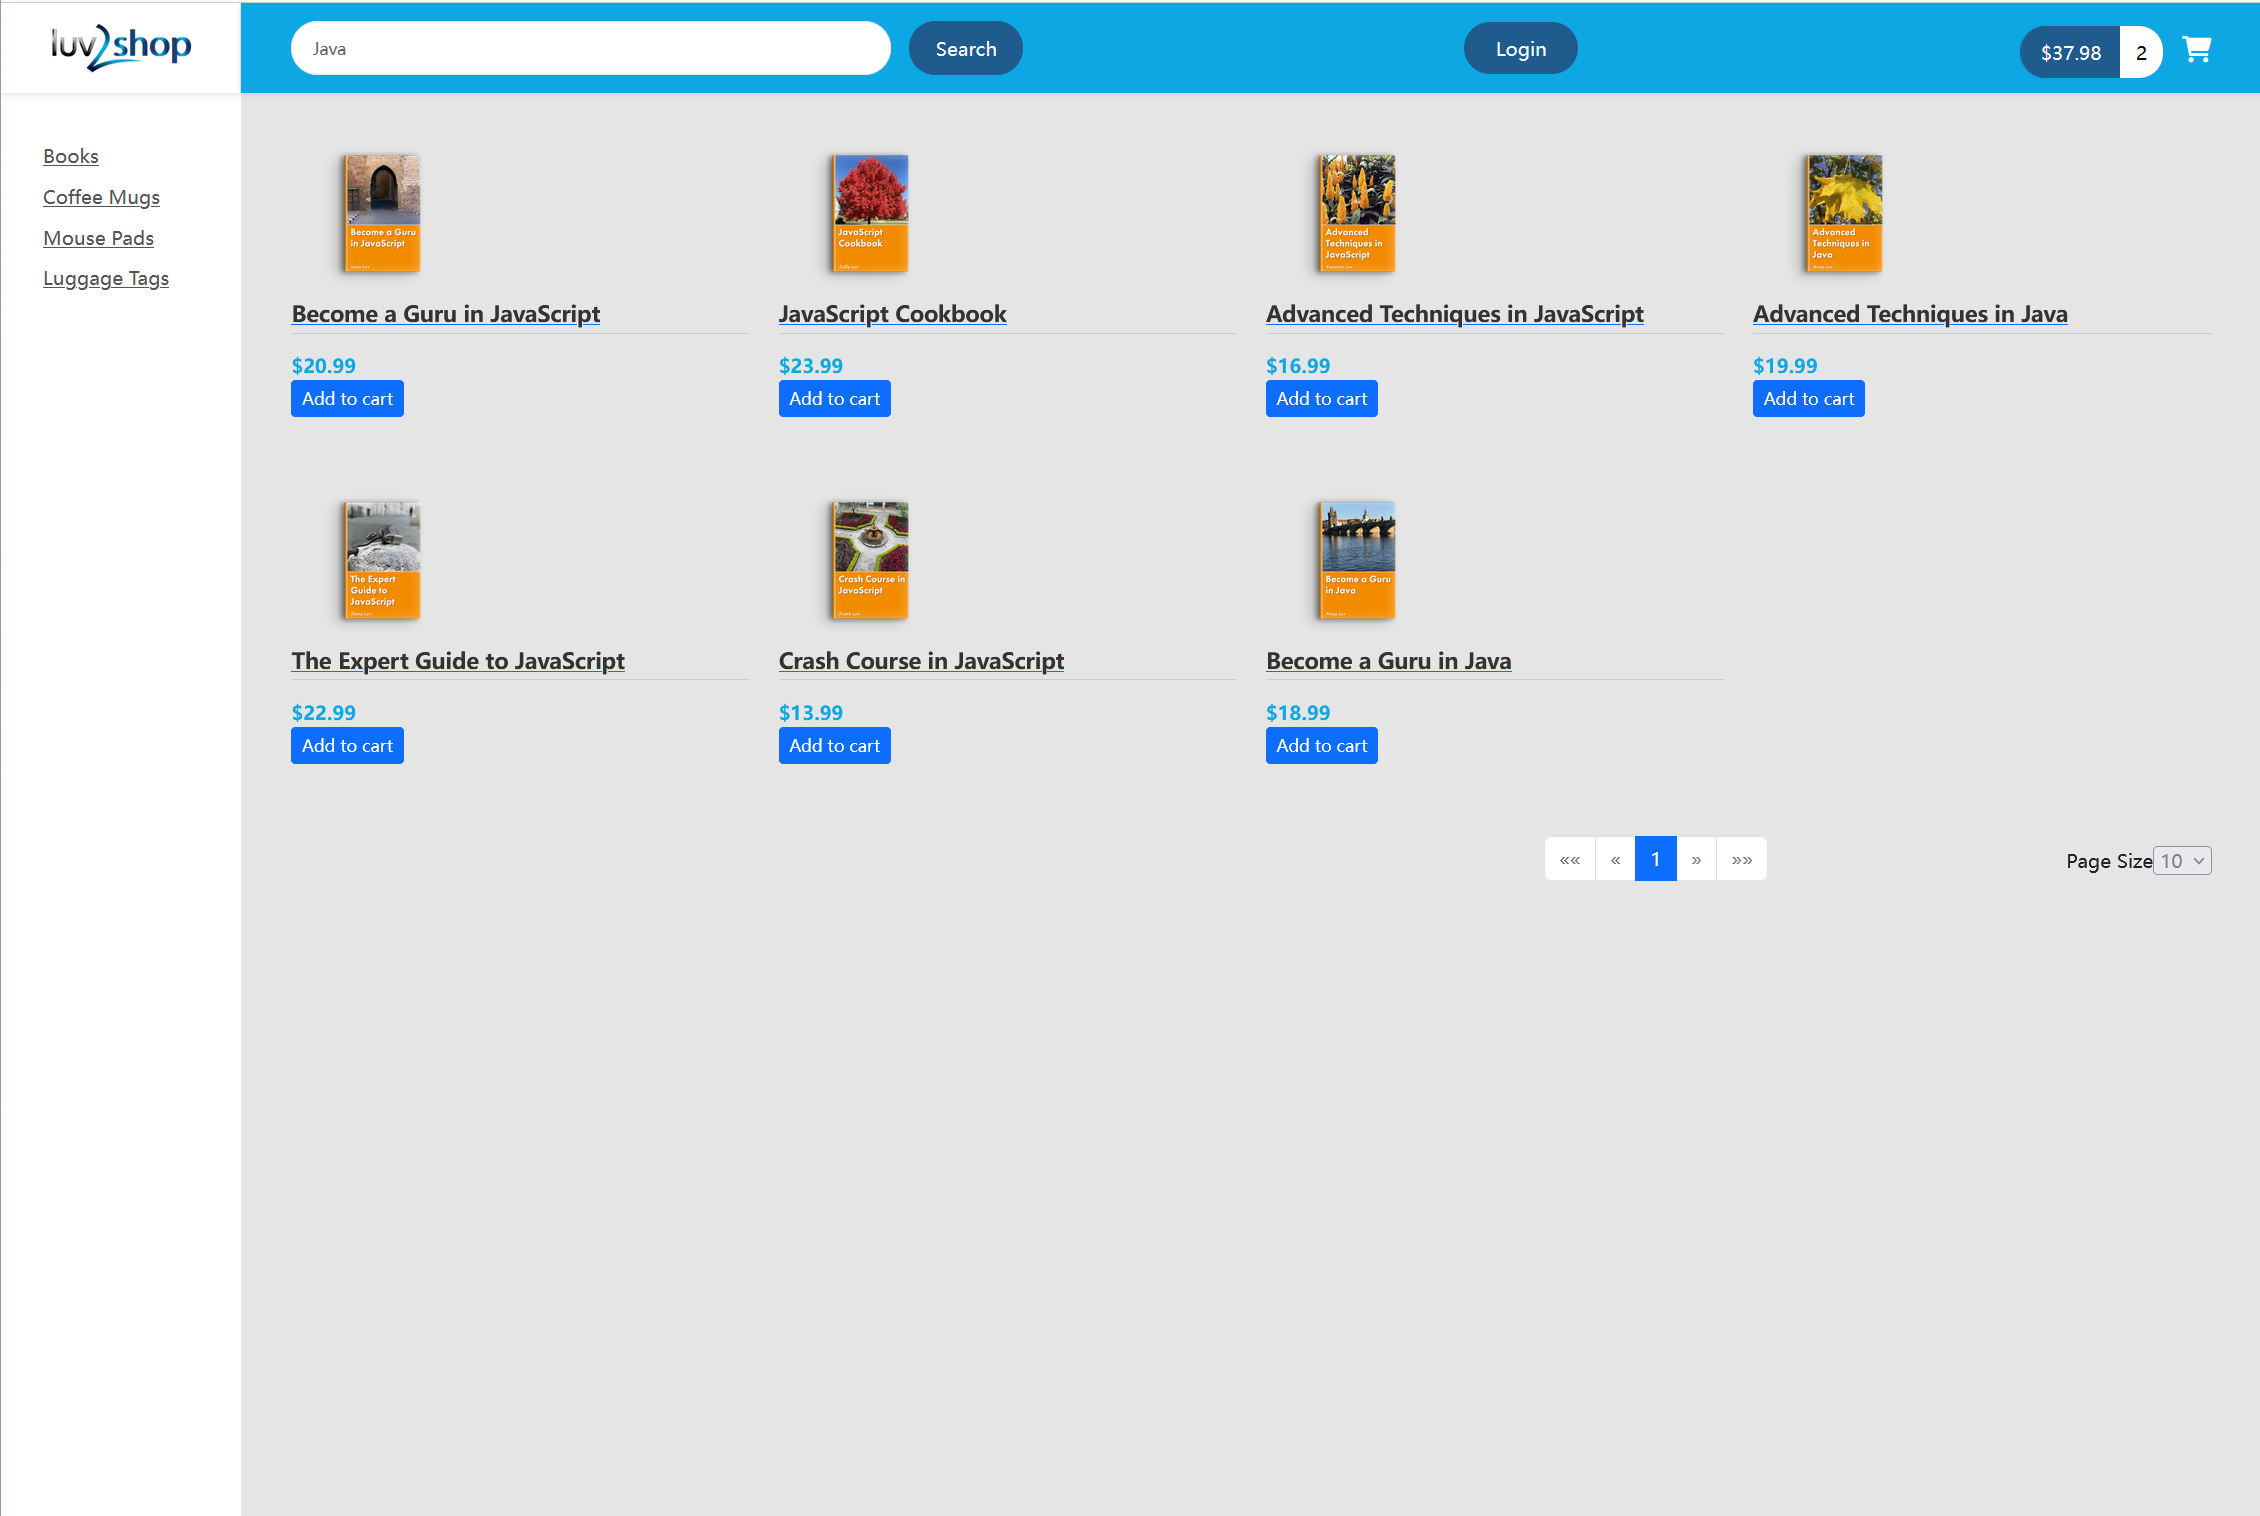 luv2shop
Java
Search
Login
$37.98 2
Books
Coffee Mugs
Mouse Pads
Luggage Tags
Become a Guru
in JavaScript
JavaScript
Cookbook
Advanced
Techniques in
JavaScript
Advanced
Techniques in
Java
Become a Guru in JavaScript
JavaScript Cookbook
Advanced Techniques in JavaScript
Advanced Techniques in Java
$20.99
$23.99
$16.99
$19.99
Add to cart
Add to cart
Add to cart
Add to cart
The Expert
Guide to
JavaScript
Crash Course in
JavaScript
Become a Guru
in Java
The Expert Guide to JavaScript
Crash Course in JavaScript
Become a Guru in Java
$22.99
$13.99
$18.99
Add to cart
Add to cart
Add to cart
«« « 1 » »»
Page Size 10